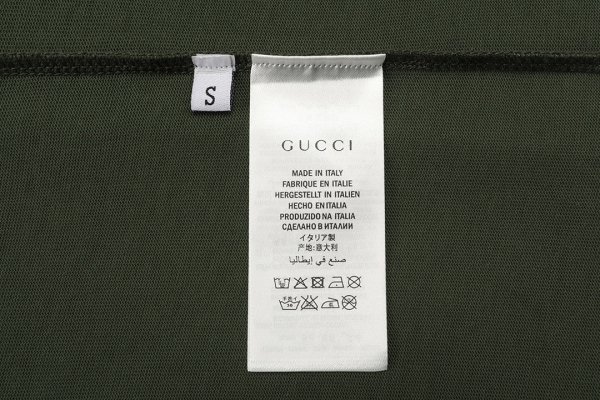 S
GUCCI
MADE IN ITALY
FABRIQUE EN ITALIE
HERGESTELLT IN ITALIEN
HECHO EN ITALIA
PRODUZIDO NA ITALIA
СДЕЛАНО В ИТАЛИИ
イタリア製
产地:意大利
صنع في إيطاليا